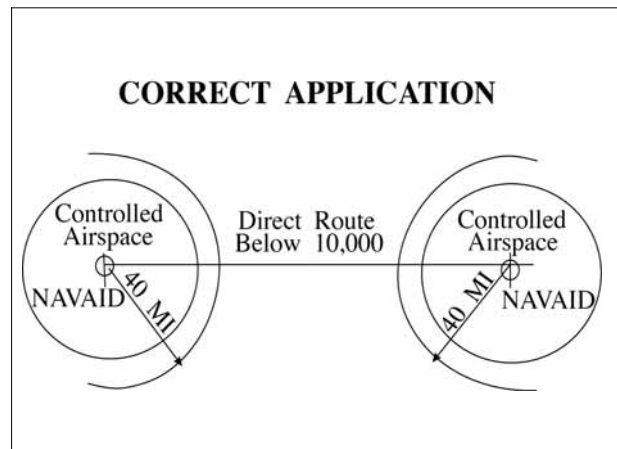 CORRECT APPLICATION
Controlled
Airspace
NAVAID
40 MI
Direct Route
Below 10,000
Controlled
Airspace
NAVAID
40 MI